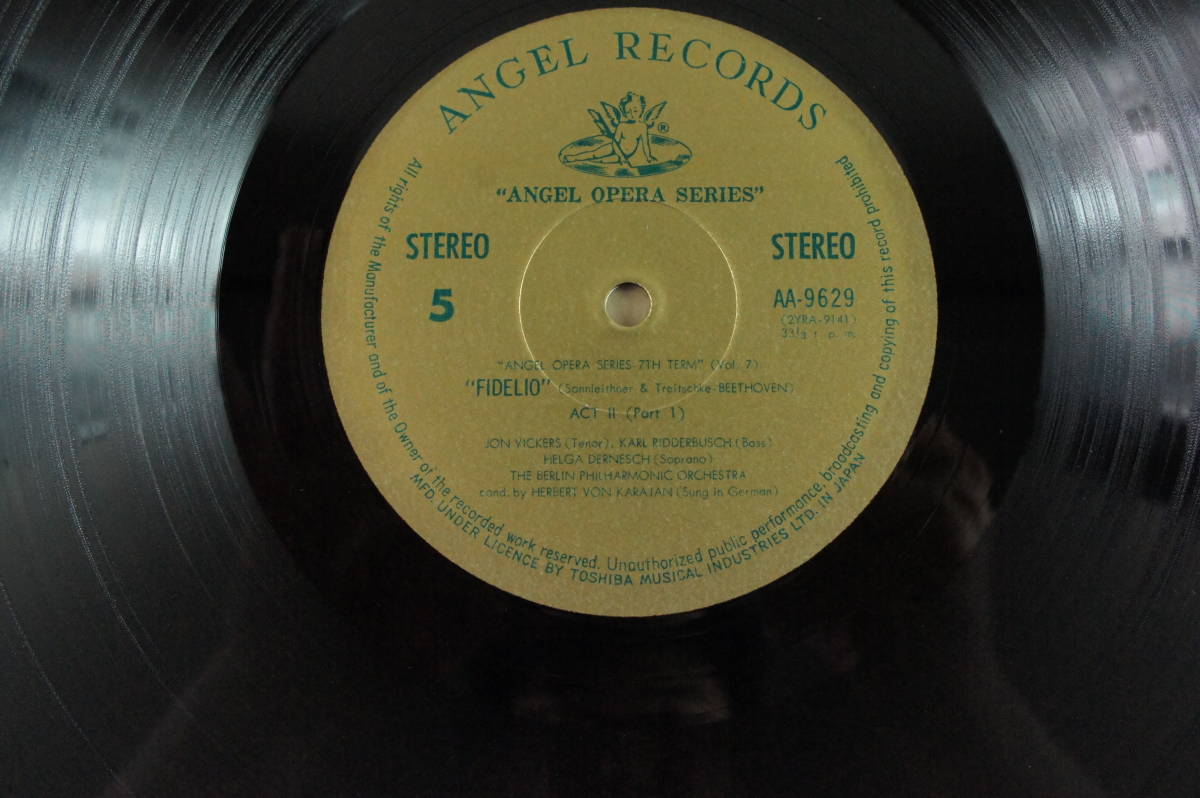 ANGEL RECORDS
®
"ANGEL OPERA SERIES"
STEREO
STEREO
5
AA-9629
(2YRA-9141)
33⅓ r. p. m.
"ANGEL OPERA SERIES-7TH TERM" (Vol. 7)
"FIDELIO" (Sonnleithner & Treitschke-BEETHOVEN)
ACT II (Part 1)
JON VICKERS (Tenor), KARL RIDDERBUSCH (Bass)
HELGA DERNESCH (Soprano)
THE BERLIN PHILHARMONIC ORCHESTRA
cond. by HERBERT VON KARAJAN (Sung in German)
All rights of the Manufacturer and of the Owner of the recorded work reserved. Unauthorized public performance, broadcasting and copying of this record prohibited
MFD. UNDER LICENCE BY TOSHIBA MUSICAL INDUSTRIES LTD. IN JAPAN